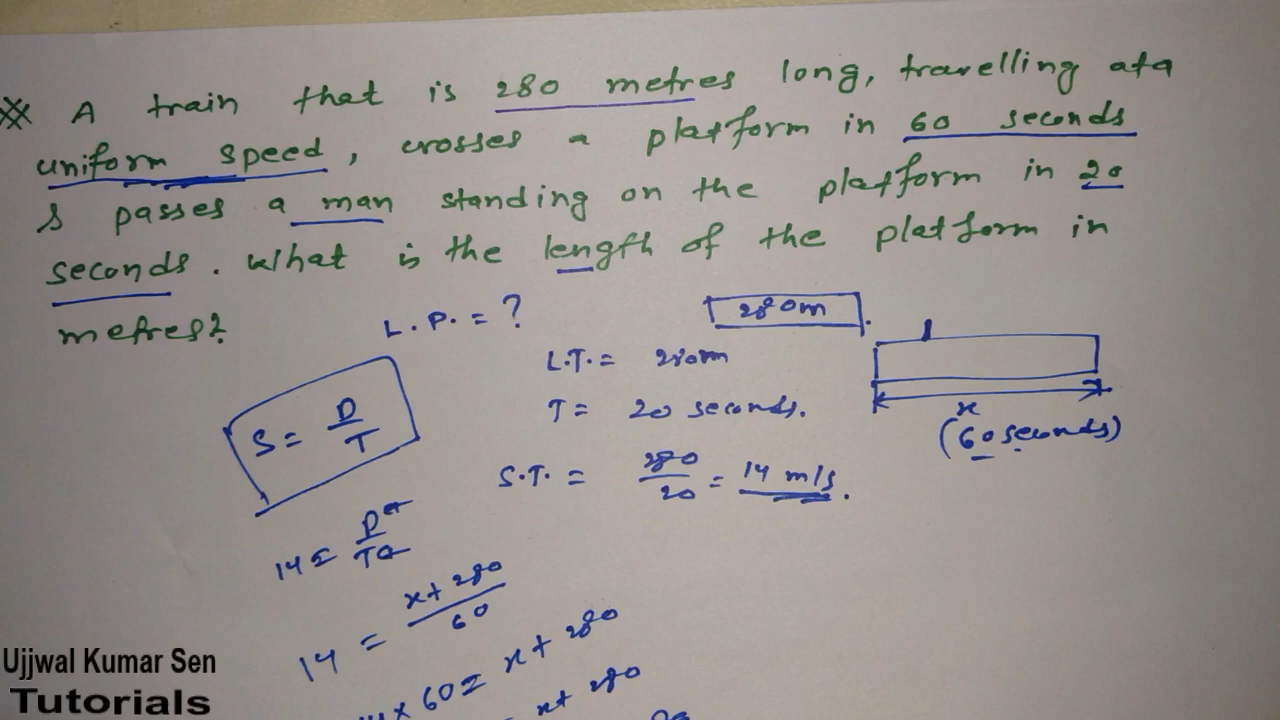 A train that is 280 metres long, travelling at a
uniform speed, crosses a platform in 60 seconds
& passes a man standing on the platform in 20
seconds. What is the length of the platform in
metres?
L.P. = ?
280m
L.T. = 280m
T = 20 seconds.
x
(60 seconds)
S = D/T
S.T. = 280/20 = 14 m/s.
14 = D/T
14 = x + 280/60
x 60 = x + 280
x + 280
Ujjwal Kumar Sen
Tutorials